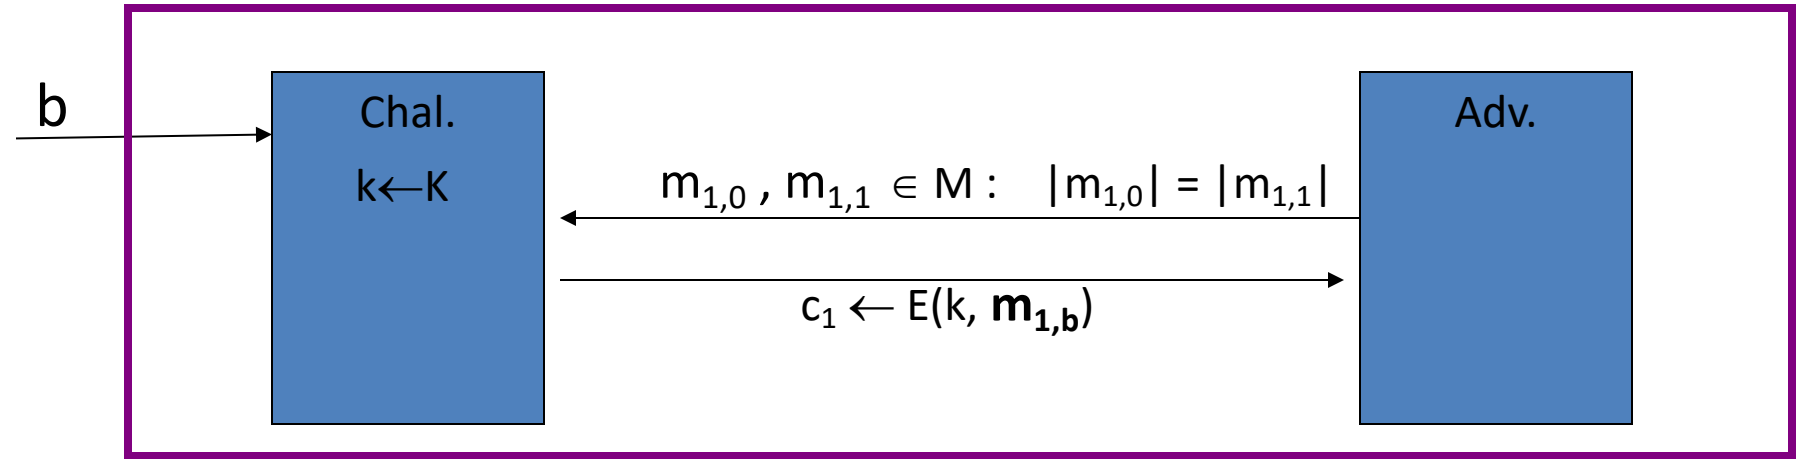 b
Chal.
k←K
Adv.
m₁,₀ , m₁,₁ ∈ M : |m₁,₀| = |m₁,₁|
c₁ ← E(k, m₁,b)